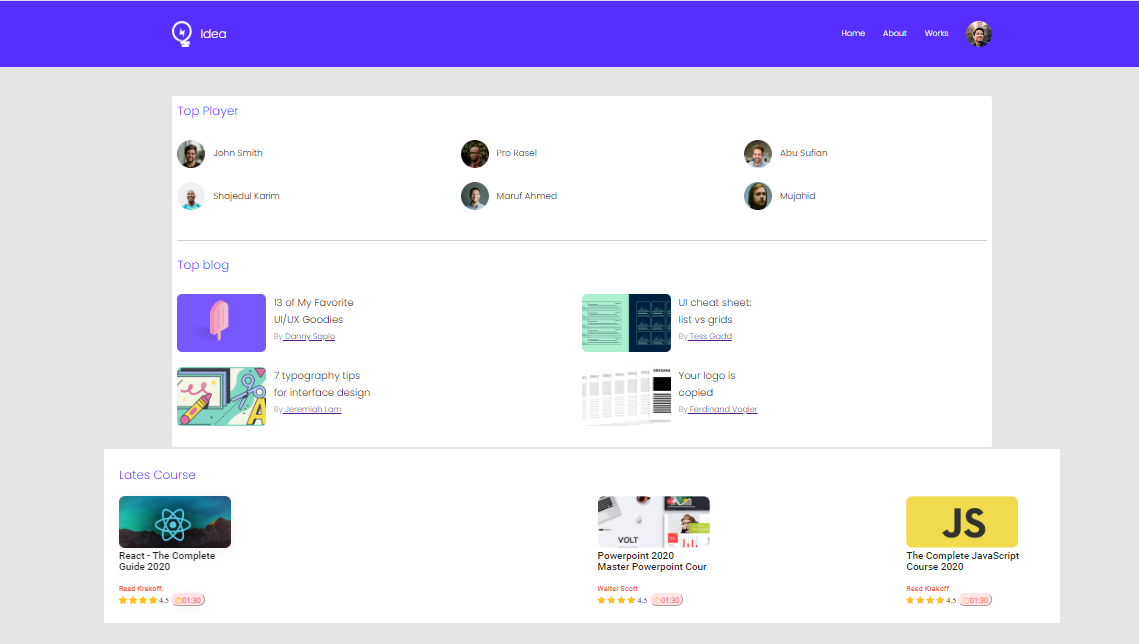 Idea
Home About Works
Top Player
John Smith Pro Rasel Abu Sufian
Shajedul Karim Maruf Ahmed Mujahid
Top blog
13 of My Favorite
UI/UX Goodies
By Danny Sapio
UI cheat sheet:
list vs grids
By Tess Gadd
7 typography tips
for interface design
By Jeremiah Lam
Your logo is
copied
By Ferdinand Vogler
Lates Course
React - The Complete
Guide 2020
Reed Krakoff.
4.5 01:30
VOLT
Powerpoint 2020
Master Powerpoint Cour
Walter Scott
4.5 01:30
JS
The Complete JavaScript
Course 2020
Reed Krakoff
4.5 01:30